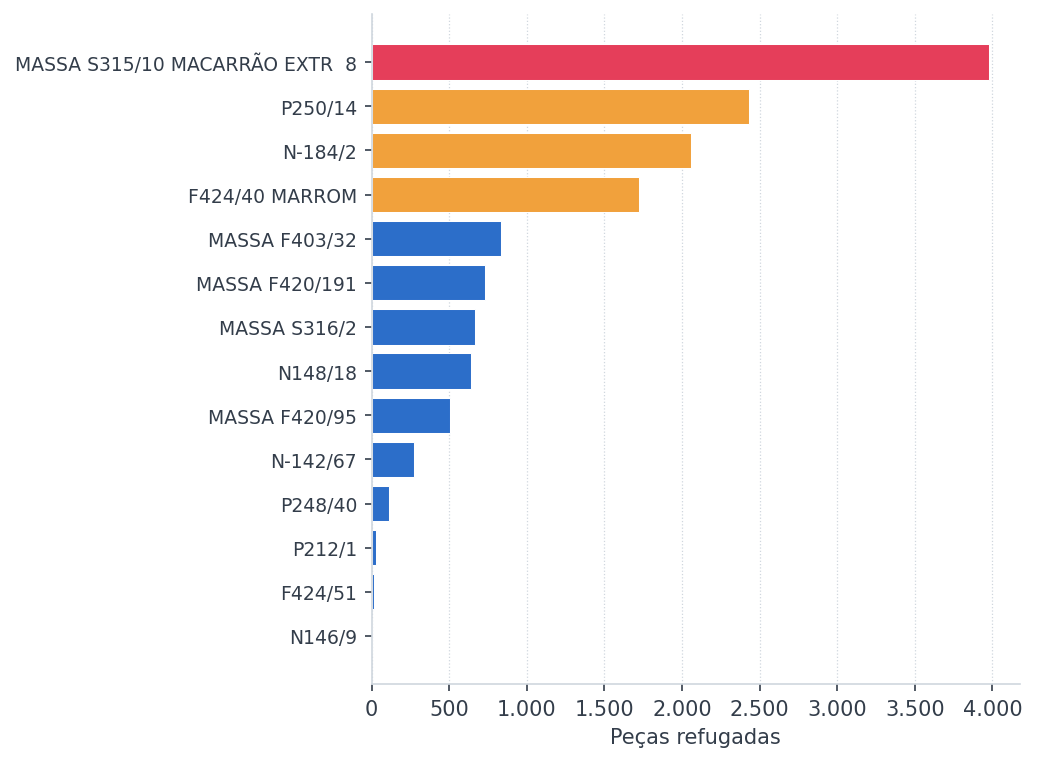 MASSA S315/10 MACARRÃO EXTR  8
P250/14
N-184/2
F424/40 MARROM
MASSA F403/32
MASSA F420/191
MASSA S316/2
N148/18
MASSA F420/95
N-142/67
P248/40
P212/1
F424/51
N146/9
0 500 1.000 1.500 2.000 2.500 3.000 3.500 4.000
Peças refugadas